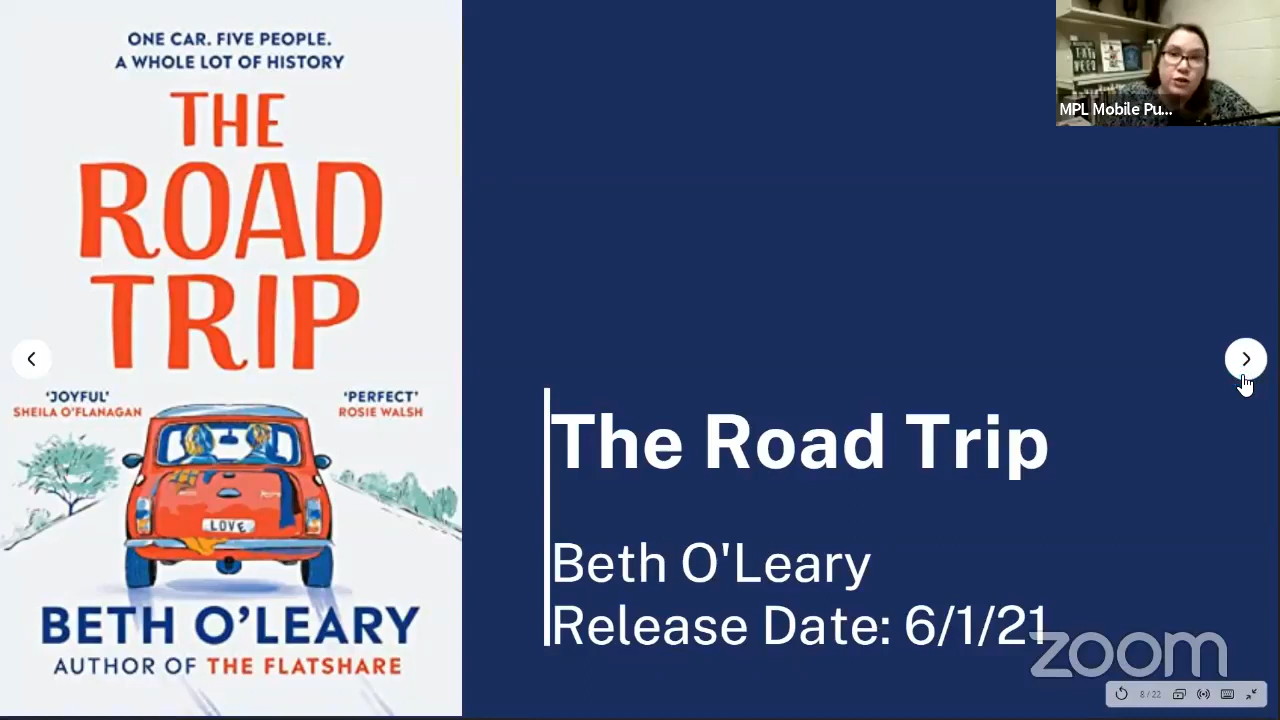 ONE CAR. FIVE PEOPLE.
A WHOLE LOT OF HISTORY
THE
ROAD
TRIP
'JOYFUL'
SHEILA O'FLANAGAN
'PERFECT'
ROSIE WALSH
LOVE
BETH O'LEARY
AUTHOR OF THE FLATSHARE
MPL Mobile Pu...
The Road Trip
Beth O'Leary
Release Date: 6/1/21
zoom
8 / 22